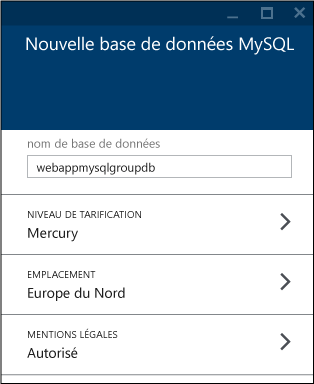 Nouvelle base de données MySQL
nom de base de données
webappmysqlgroupdb
NIVEAU DE TARIFICATION
Mercury
EMPLACEMENT
Europe du Nord
MENTIONS LÉGALES
Autorisé